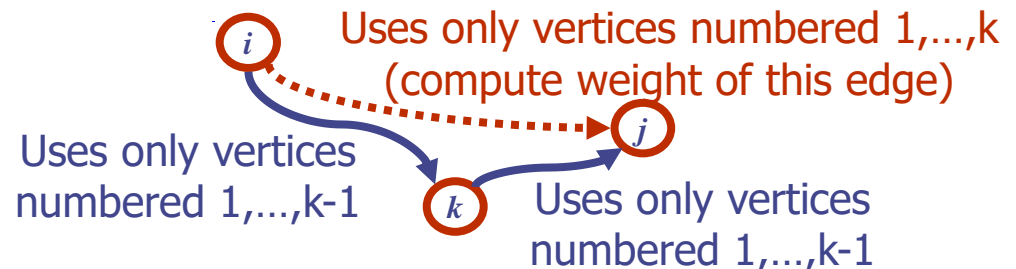 i
Uses only vertices numbered 1,…,k
(compute weight of this edge)
j
Uses only vertices
numbered 1,…,k-1
k
Uses only vertices
numbered 1,…,k-1